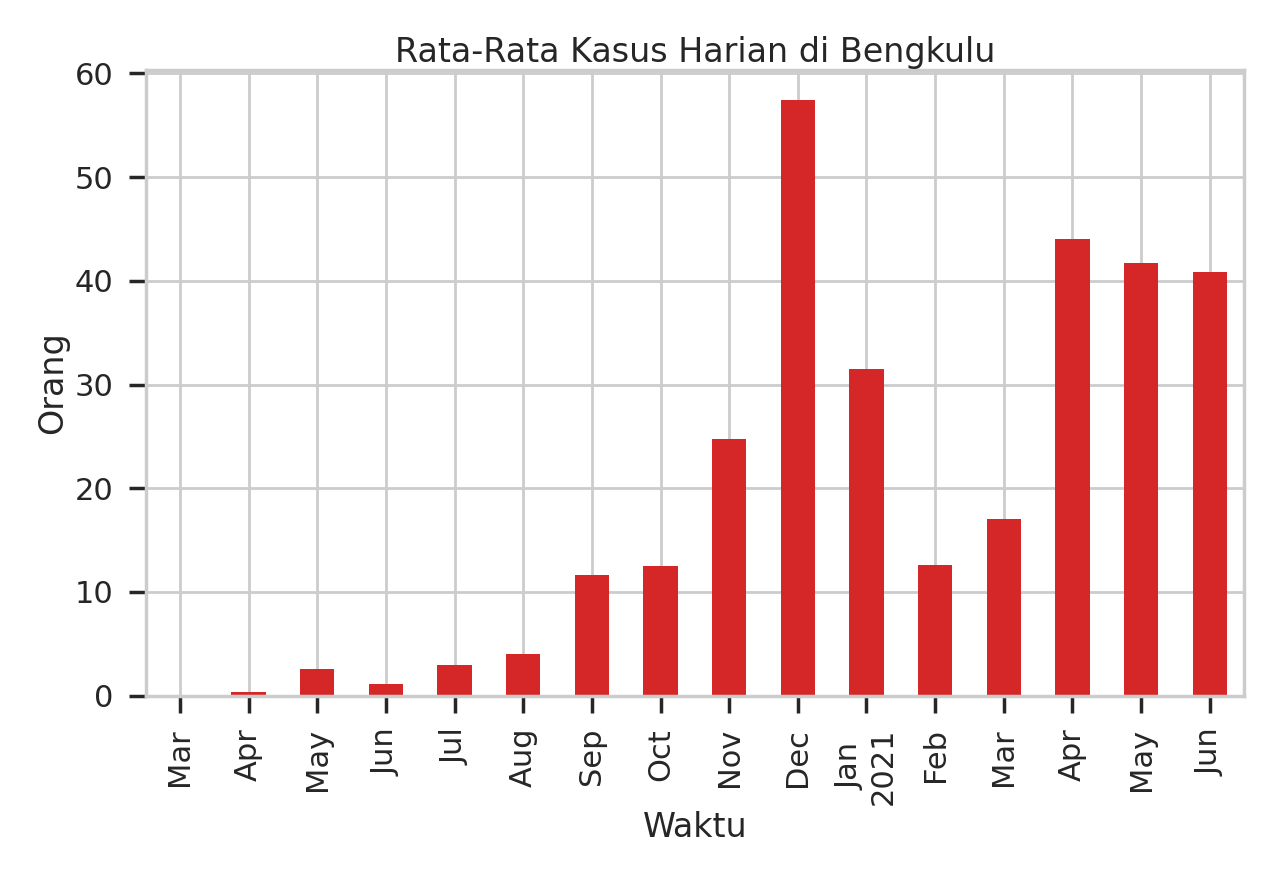 Rata-Rata Kasus Harian di Bengkulu
60
50
40
30
20
10
0
Orang
Mar
Apr
May
Jun
Jul
Aug
Sep
Oct
Nov
Dec
Jan
2021
Feb
Mar
Apr
May
Jun
Waktu